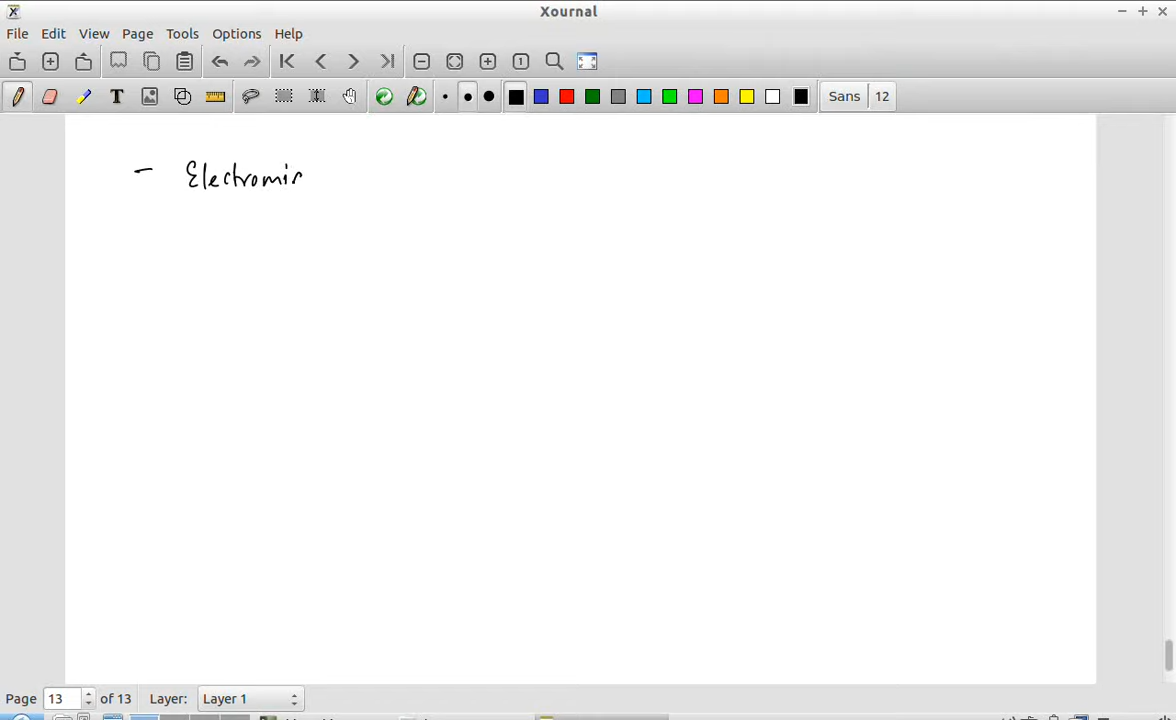 Xournal
File Edit View Page Tools Options Help
Sans 12
- Electromir
Page 13 of 13 Layer: Layer 1